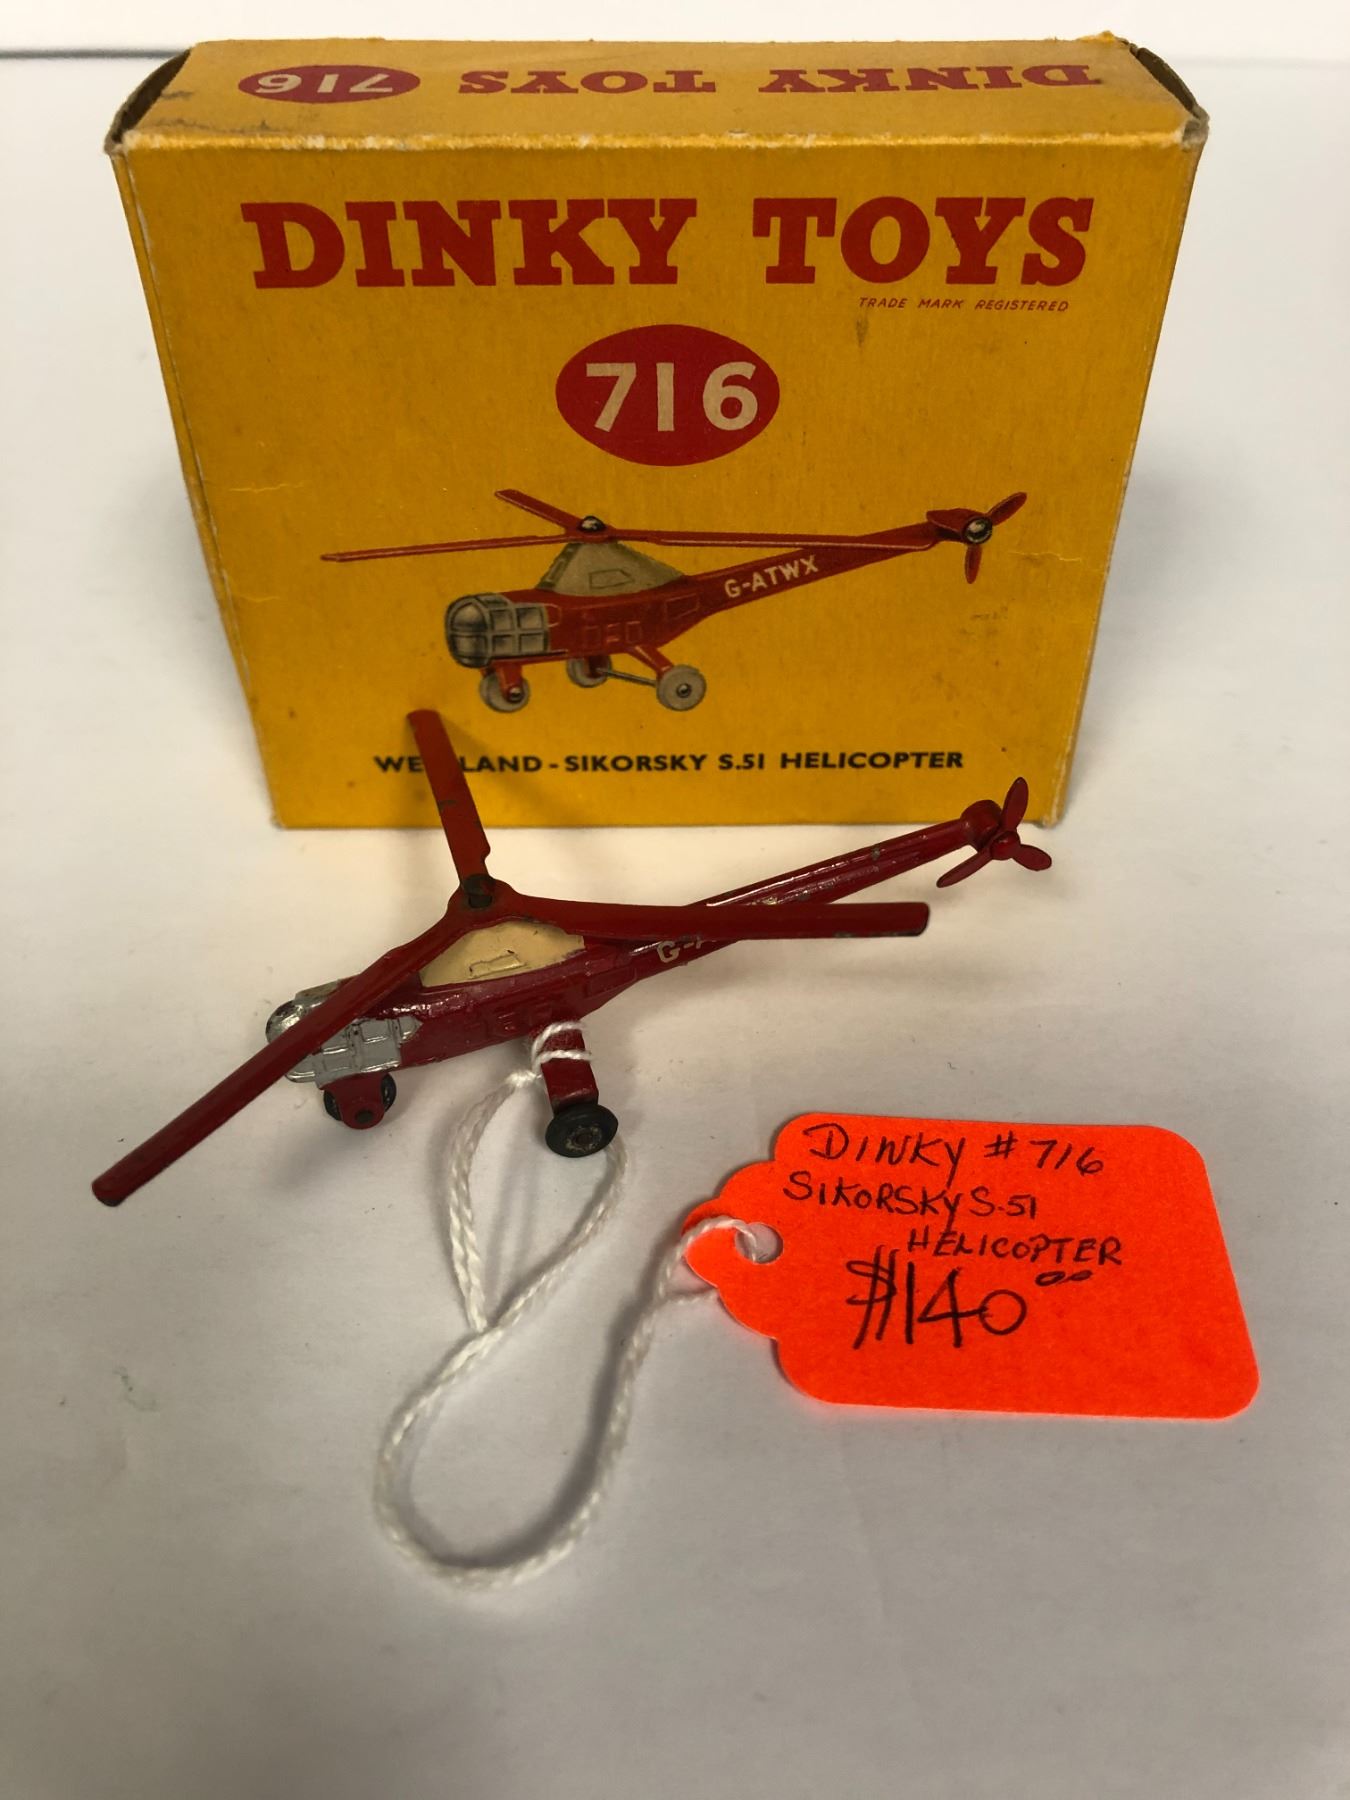 716 DINKY TOYS
DINKY TOYS
TRADE MARK REGISTERED
716
G-ATWX
LAND - SIKORSKY S.51 HELICOPTER
G-
DINKY # 716
SIKORSKY S-51
HELICOPTER
$140.00